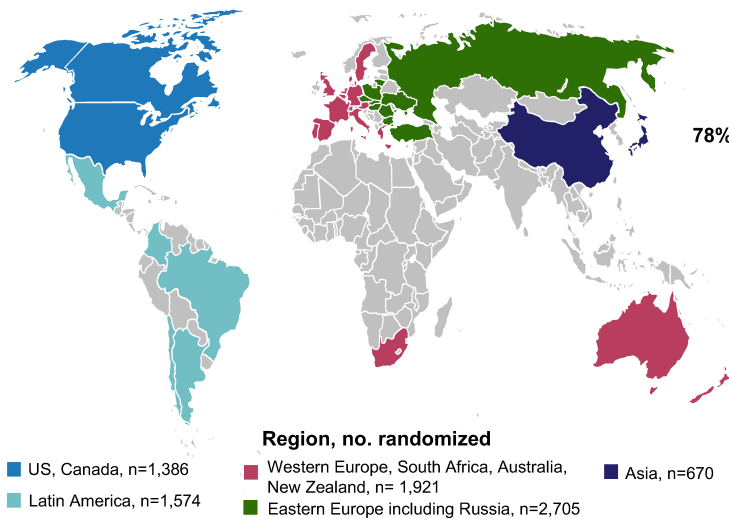 78%
Region, no. randomized
US, Canada, n=1,386
Latin America, n=1,574
Western Europe, South Africa, Australia,
New Zealand, n= 1,921
Eastern Europe including Russia, n=2,705
Asia, n=670